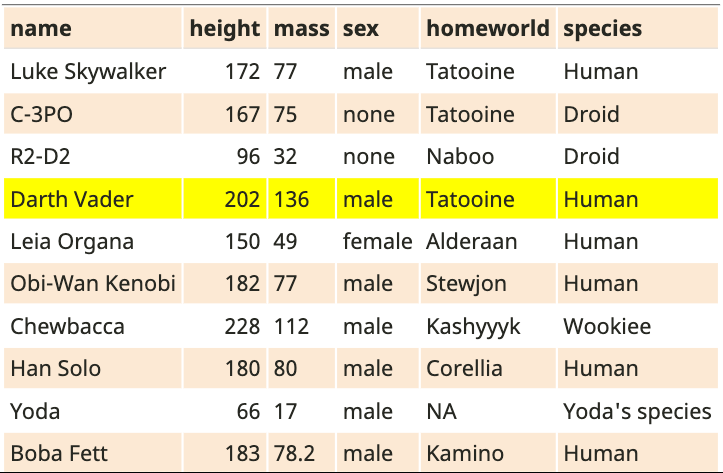 name height mass sex homeworld species
Luke Skywalker 172 77 male Tatooine Human
C-3PO 167 75 none Tatooine Droid
R2-D2 96 32 none Naboo Droid
Darth Vader 202 136 male Tatooine Human
Leia Organa 150 49 female Alderaan Human
Obi-Wan Kenobi 182 77 male Stewjon Human
Chewbacca 228 112 male Kashyyyk Wookiee
Han Solo 180 80 male Corellia Human
Yoda 66 17 male NA Yoda's species
Boba Fett 183 78.2 male Kamino Human